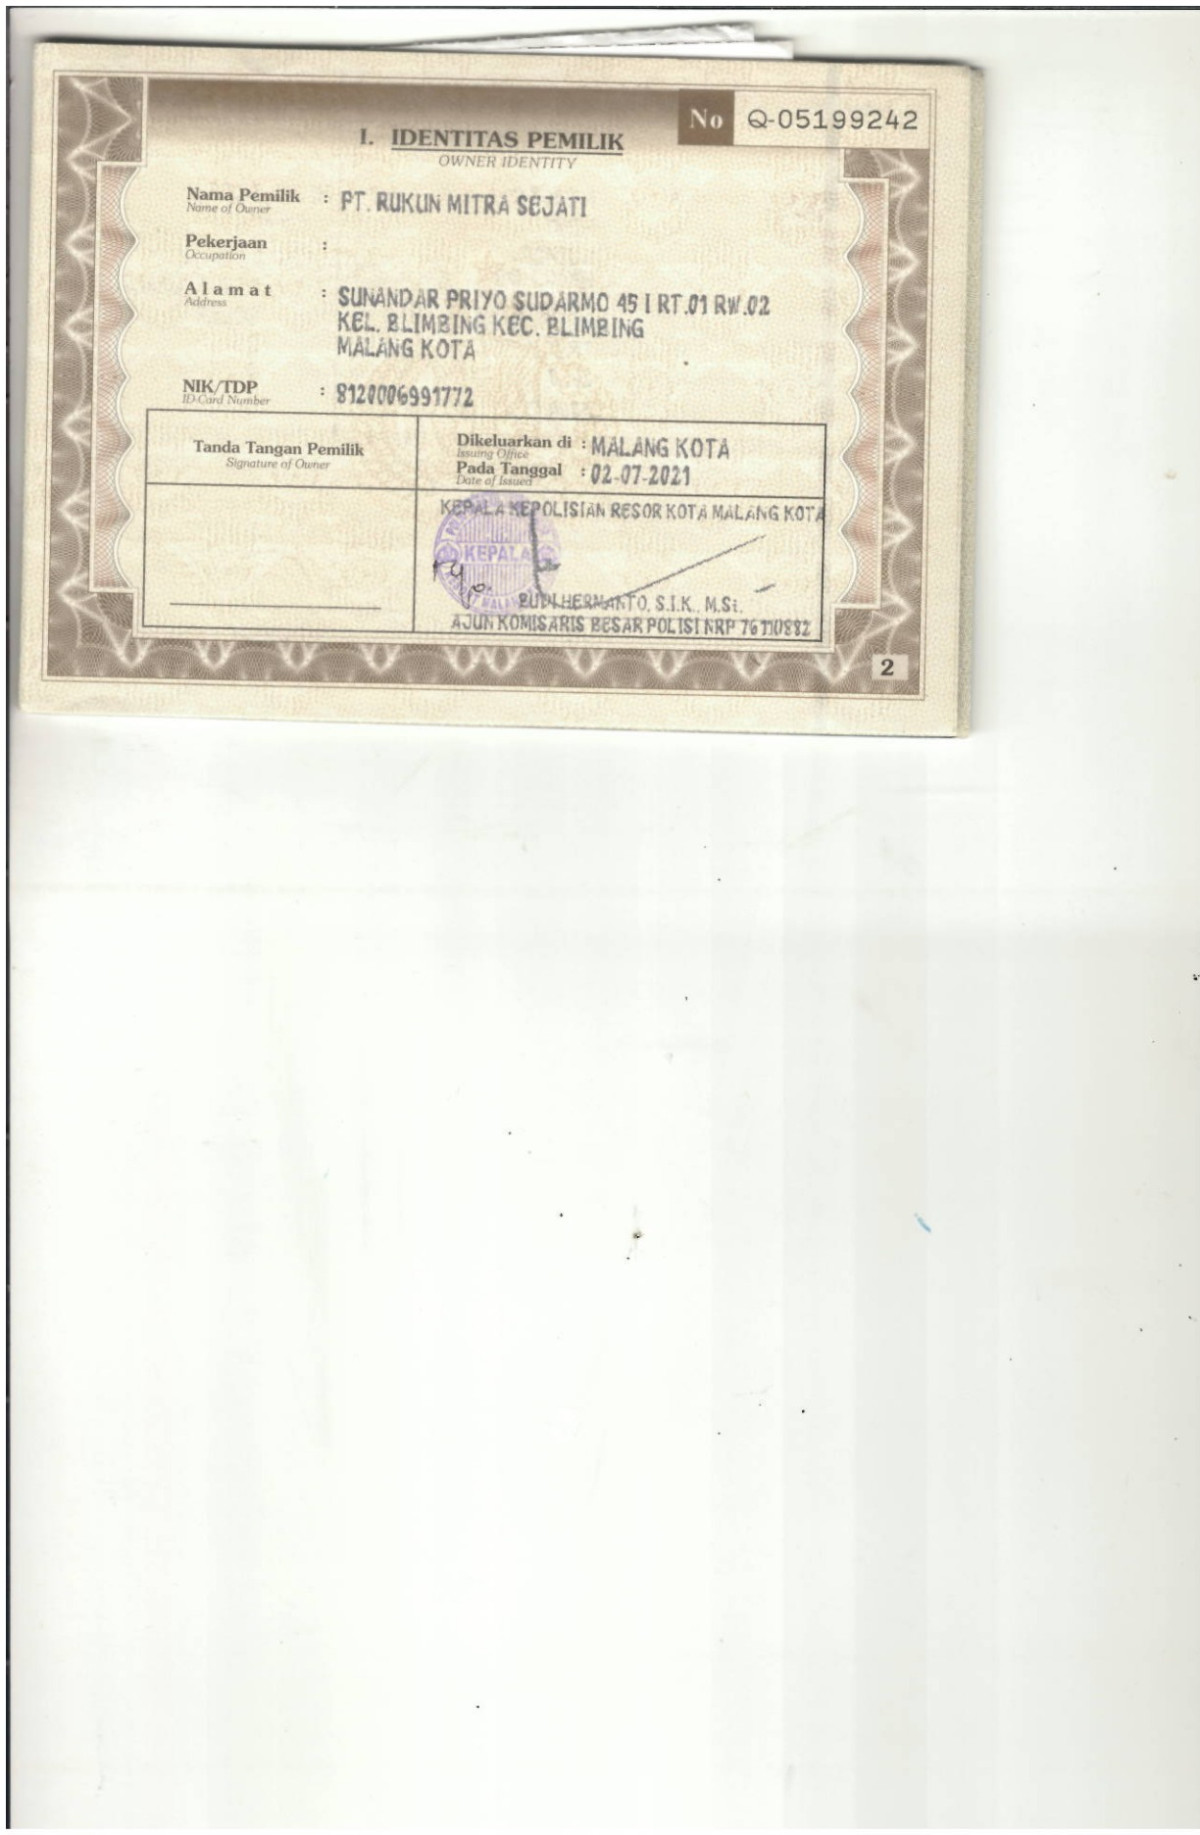 No Q-05199242
I. IDENTITAS PEMILIK
OWNER IDENTITY
Nama Pemilik : PT. RUKUN MITRA SEJATI
Name of Owner
Pekerjaan :
Occupation
Alamat : SUNANDAR PRIYO SUDARMO 45 I RT.01 RW.02
Address
KEL. BLIMBING KEC. BLIMBING
MALANG KOTA
NIK/TDP : 8120006991772
ID Card Number
Tanda Tangan Pemilik
Signature of Owner
Dikeluarkan di : MALANG KOTA
Issuing Office
Pada Tanggal : 02-07-2021
Date of Issued
KEPALA KEPOLISIAN RESOR KOTA MALANG KOTA
KEPALA
BUDI HERMANTO, S.I.K., M.Si.
AJUN KOMISARIS BESAR POLISI NRP 76110882
2